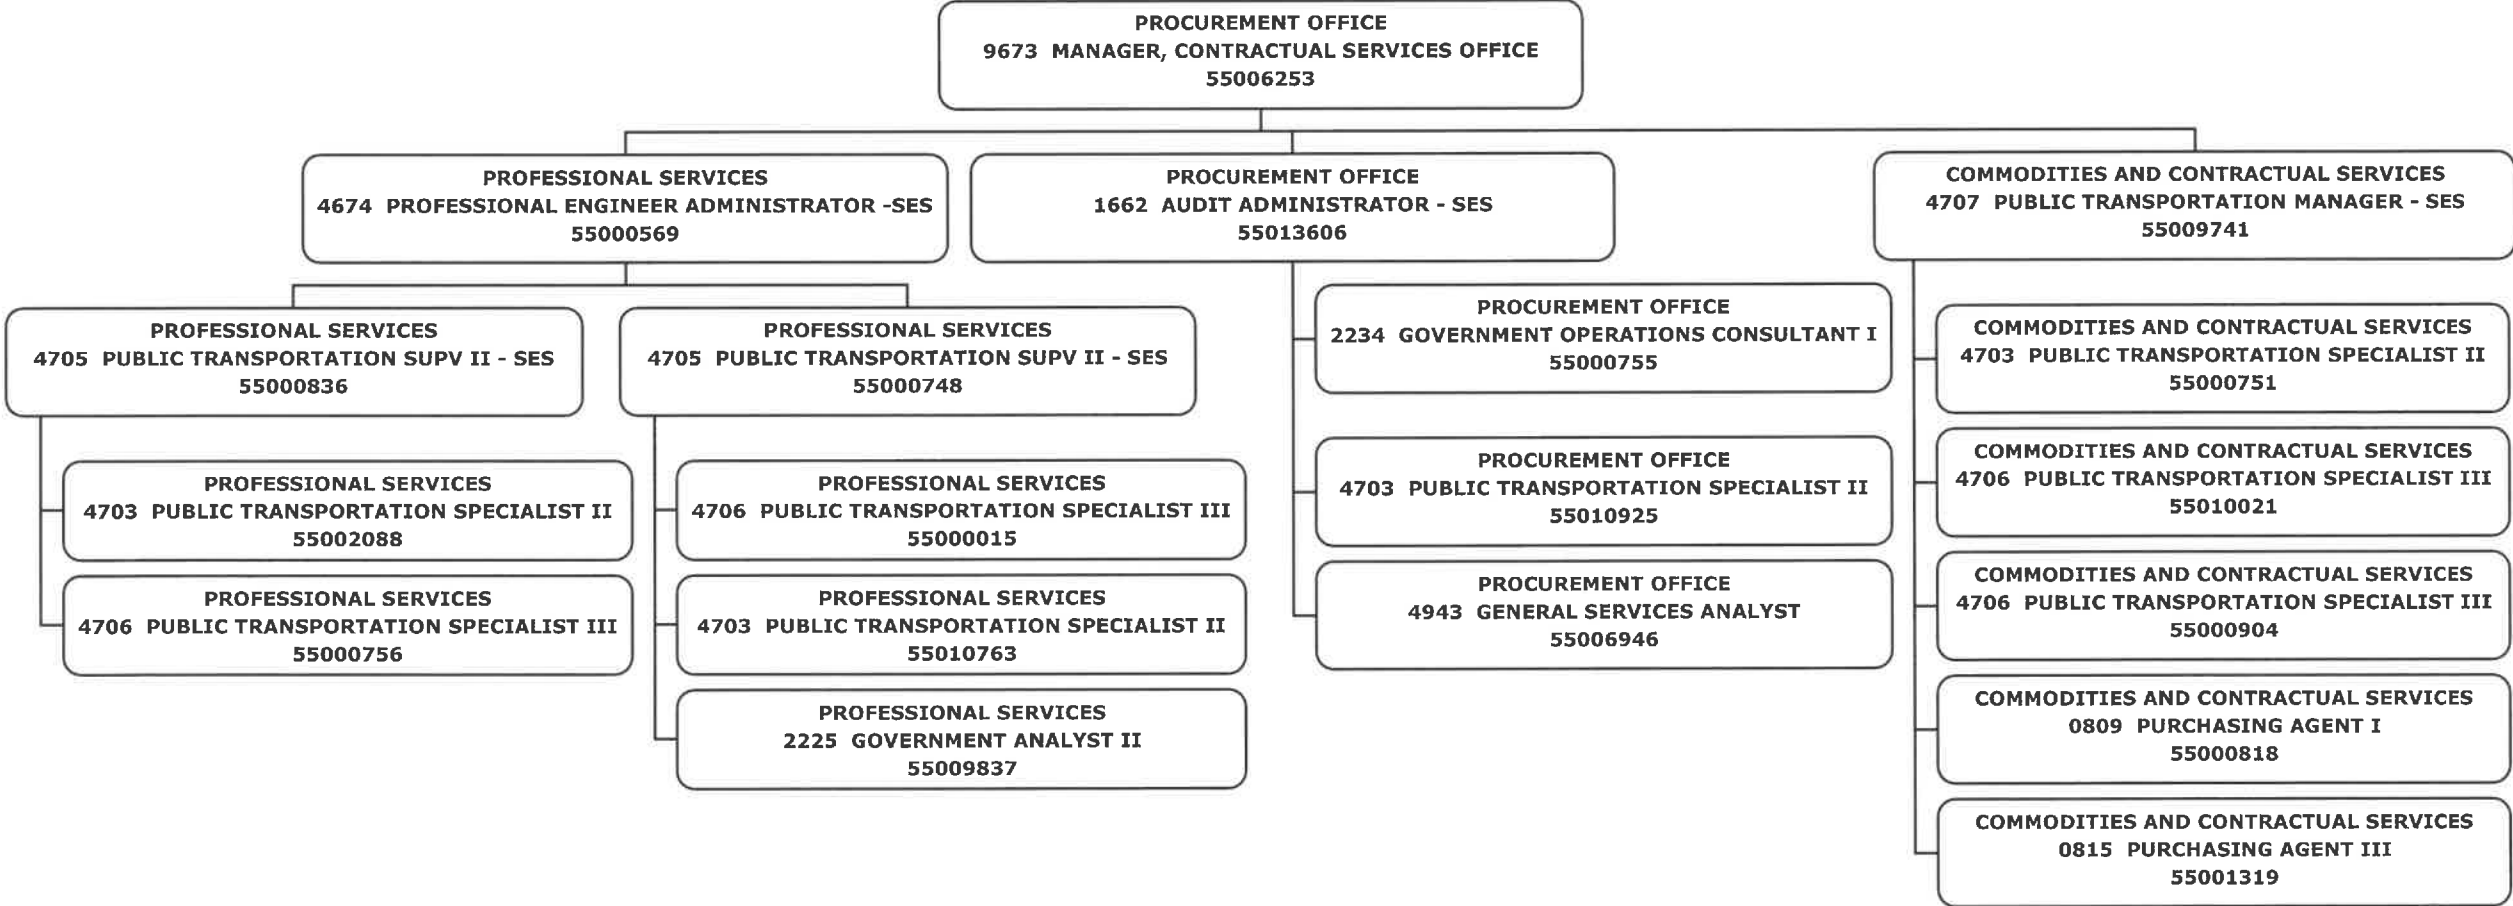 PROCUREMENT OFFICE
9673 MANAGER, CONTRACTUAL SERVICES OFFICE
55006253
PROFESSIONAL SERVICES
4674 PROFESSIONAL ENGINEER ADMINISTRATOR -SES
55000569
PROCUREMENT OFFICE
1662 AUDIT ADMINISTRATOR - SES
55013606
COMMODITIES AND CONTRACTUAL SERVICES
4707 PUBLIC TRANSPORTATION MANAGER - SES
55009741
PROFESSIONAL SERVICES
4705 PUBLIC TRANSPORTATION SUPV II - SES
55000836
PROFESSIONAL SERVICES
4703 PUBLIC TRANSPORTATION SPECIALIST II
55002088
PROFESSIONAL SERVICES
4706 PUBLIC TRANSPORTATION SPECIALIST III
55000756
PROFESSIONAL SERVICES
4705 PUBLIC TRANSPORTATION SUPV II - SES
55000748
PROFESSIONAL SERVICES
4706 PUBLIC TRANSPORTATION SPECIALIST III
55000015
PROFESSIONAL SERVICES
4703 PUBLIC TRANSPORTATION SPECIALIST II
55010763
PROFESSIONAL SERVICES
2225 GOVERNMENT ANALYST II
55009837
PROCUREMENT OFFICE
2234 GOVERNMENT OPERATIONS CONSULTANT I
55000755
PROCUREMENT OFFICE
4703 PUBLIC TRANSPORTATION SPECIALIST II
55010925
PROCUREMENT OFFICE
4943 GENERAL SERVICES ANALYST
55006946
COMMODITIES AND CONTRACTUAL SERVICES
4703 PUBLIC TRANSPORTATION SPECIALIST II
55000751
COMMODITIES AND CONTRACTUAL SERVICES
4706 PUBLIC TRANSPORTATION SPECIALIST III
55010021
COMMODITIES AND CONTRACTUAL SERVICES
4706 PUBLIC TRANSPORTATION SPECIALIST III
55000904
COMMODITIES AND CONTRACTUAL SERVICES
0809 PURCHASING AGENT I
55000818
COMMODITIES AND CONTRACTUAL SERVICES
0815 PURCHASING AGENT III
55001319